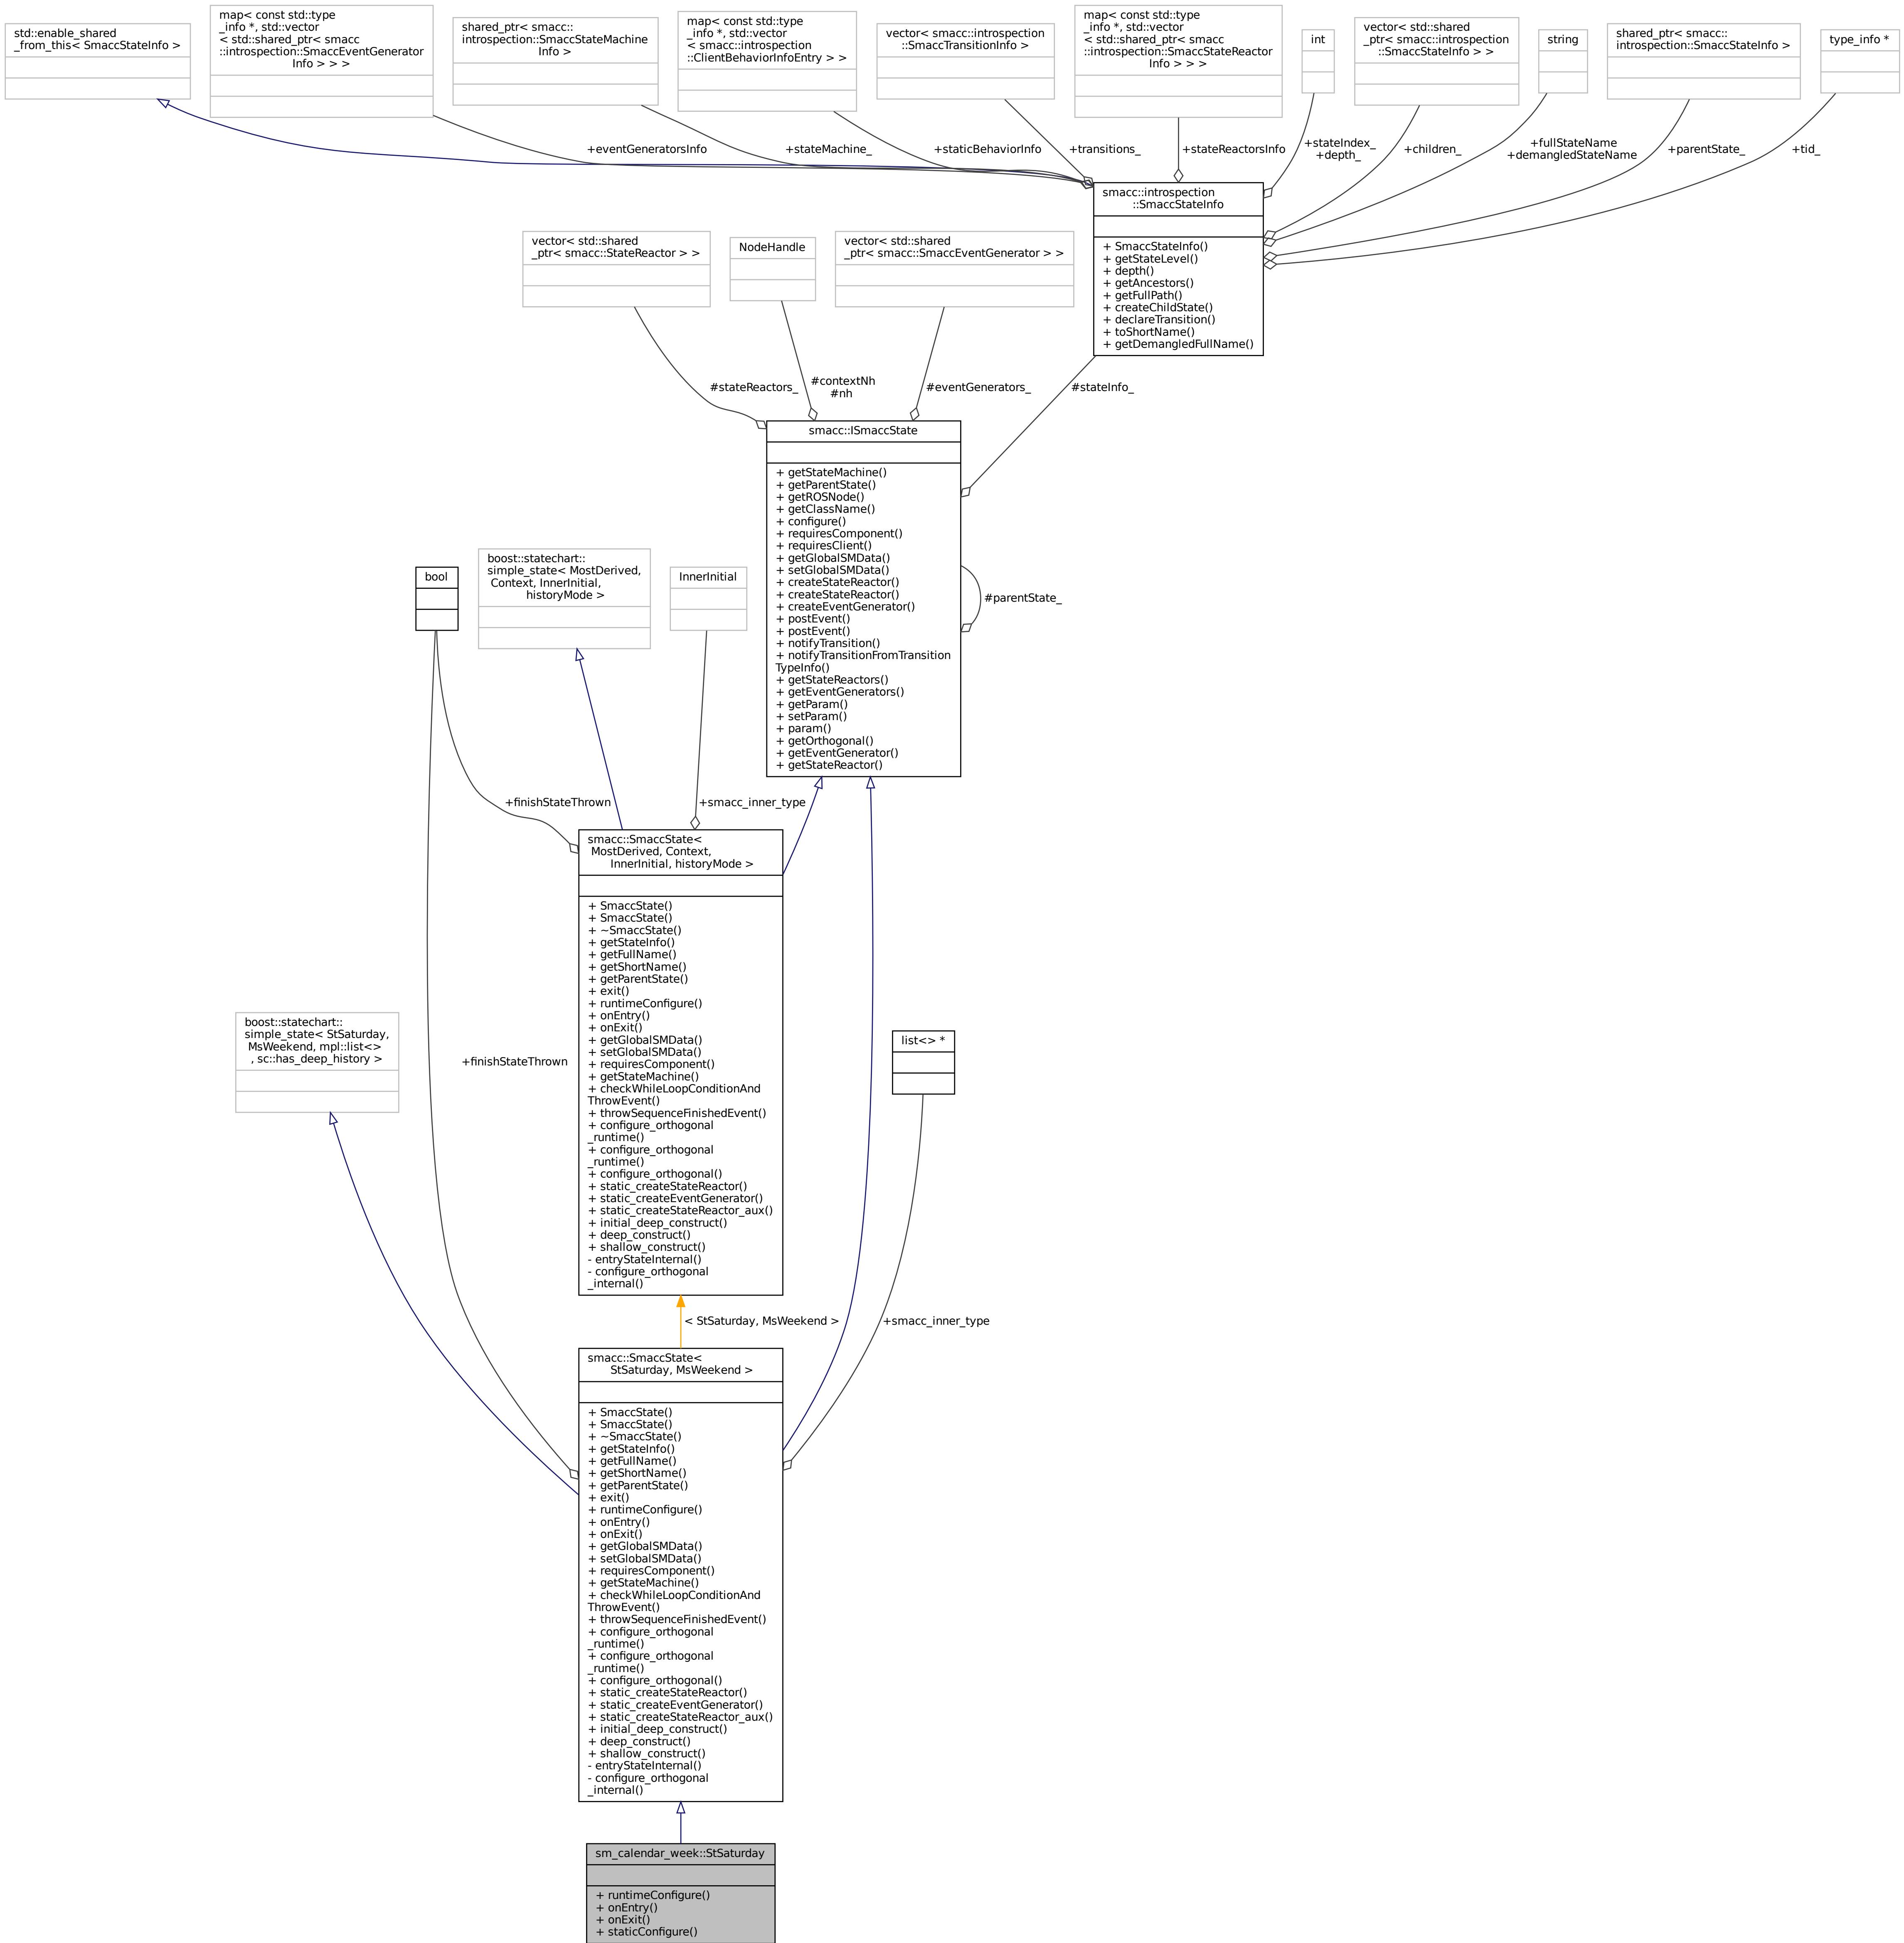 std::enable_shared
_from_this< SmaccStateInfo >
map< const std::type
_info *, std::vector
< std::shared_ptr< smacc
::introspection::SmaccEventGenerator
Info > > >
shared_ptr< smacc::
introspection::SmaccStateMachine
Info >
map< const std::type
_info *, std::vector
< smacc::introspection
::ClientBehaviorInfoEntry > >
vector< smacc::introspection
::SmaccTransitionInfo >
map< const std::type
_info *, std::vector
< std::shared_ptr< smacc
::introspection::SmaccStateReactor
Info > > >
int
vector< std::shared
_ptr< smacc::introspection
::SmaccStateInfo > >
string
shared_ptr< smacc::
introspection::SmaccStateInfo >
type_info *
+eventGeneratorsInfo
+stateMachine_
+staticBehaviorInfo
+transitions_
+stateReactorsInfo
+stateIndex_
+depth_
+children_
+fullStateName
+demangledStateName
+parentState_
+tid_
smacc::introspection
::SmaccStateInfo
+ SmaccStateInfo()
+ getStateLevel()
+ depth()
+ getAncestors()
+ getFullPath()
+ createChildState()
+ declareTransition()
+ toShortName()
+ getDemangledFullName()
vector< std::shared
_ptr< smacc::StateReactor > >
NodeHandle
vector< std::shared
_ptr< smacc::SmaccEventGenerator > >
#stateReactors_
#contextNh
#nh
#eventGenerators_
#stateInfo_
smacc::ISmaccState
+ getStateMachine()
+ getParentState()
+ getROSNode()
+ getClassName()
+ configure()
+ requiresComponent()
+ requiresClient()
+ getGlobalSMData()
+ setGlobalSMData()
+ createStateReactor()
+ createStateReactor()
+ createEventGenerator()
+ postEvent()
+ postEvent()
+ notifyTransition()
+ notifyTransitionFromTransition
TypeInfo()
+ getStateReactors()
+ getEventGenerators()
+ getParam()
+ setParam()
+ param()
+ getOrthogonal()
+ getEventGenerator()
+ getStateReactor()
#parentState_
bool
boost::statechart::
simple_state< MostDerived,
Context, InnerInitial,
historyMode >
InnerInitial
+finishStateThrown
+smacc_inner_type
smacc::SmaccState<
MostDerived, Context,
InnerInitial, historyMode >
+ SmaccState()
+ SmaccState()
+ ~SmaccState()
+ getStateInfo()
+ getFullName()
+ getShortName()
+ getParentState()
+ exit()
+ runtimeConfigure()
+ onEntry()
+ onExit()
+ getGlobalSMData()
+ setGlobalSMData()
+ requiresComponent()
+ getStateMachine()
+ checkWhileLoopConditionAnd
ThrowEvent()
+ throwSequenceFinishedEvent()
+ configure_orthogonal
_runtime()
+ configure_orthogonal
_runtime()
+ configure_orthogonal()
+ static_createStateReactor()
+ static_createEventGenerator()
+ static_createStateReactor_aux()
+ initial_deep_construct()
+ deep_construct()
+ shallow_construct()
- entryStateInternal()
- configure_orthogonal
_internal()
boost::statechart::
simple_state< StSaturday,
MsWeekend, mpl::list<>
, sc::has_deep_history >
+finishStateThrown
list<> *
< StSaturday, MsWeekend >
+smacc_inner_type
smacc::SmaccState<
StSaturday, MsWeekend >
+ SmaccState()
+ SmaccState()
+ ~SmaccState()
+ getStateInfo()
+ getFullName()
+ getShortName()
+ getParentState()
+ exit()
+ runtimeConfigure()
+ onEntry()
+ onExit()
+ getGlobalSMData()
+ setGlobalSMData()
+ requiresComponent()
+ getStateMachine()
+ checkWhileLoopConditionAnd
ThrowEvent()
+ throwSequenceFinishedEvent()
+ configure_orthogonal
_runtime()
+ configure_orthogonal
_runtime()
+ configure_orthogonal()
+ static_createStateReactor()
+ static_createEventGenerator()
+ static_createStateReactor_aux()
+ initial_deep_construct()
+ deep_construct()
+ shallow_construct()
- entryStateInternal()
- configure_orthogonal
_internal()
sm_calendar_week::StSaturday
+ runtimeConfigure()
+ onEntry()
+ onExit()
+ staticConfigure()